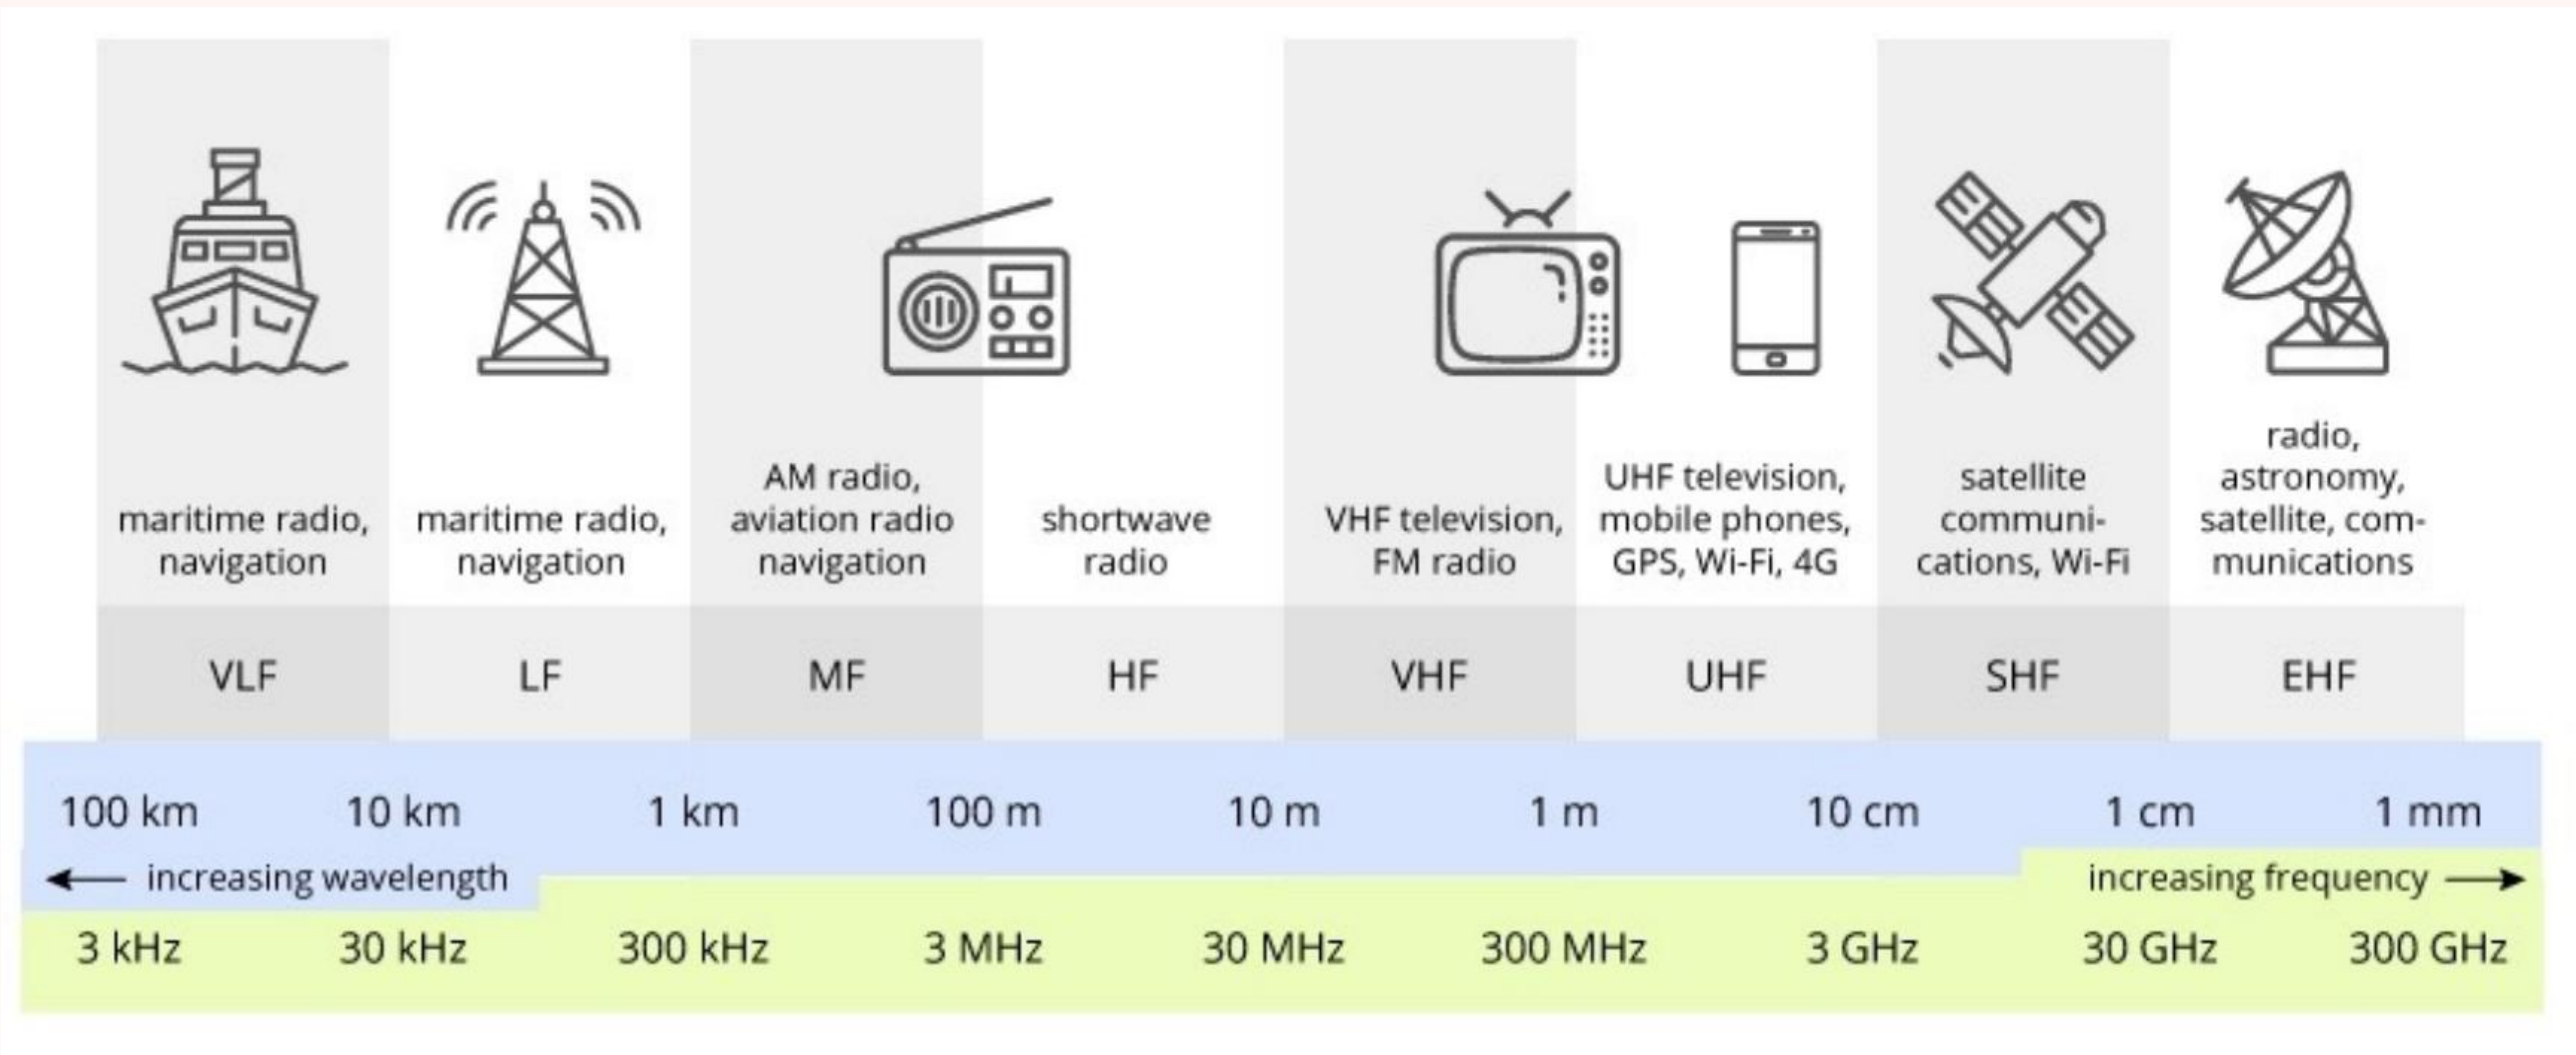 maritime radio,
navigation
maritime radio,
navigation
AM radio,
aviation radio
navigation
shortwave
radio
VHF television,
FM radio
UHF television,
mobile phones,
GPS, Wi-Fi, 4G
satellite
communi-
cations, Wi-Fi
radio,
astronomy,
satellite, com-
munications
VLF LF MF HF VHF UHF SHF EHF
100 km 10 km 1 km 100 m 10 m 1 m 10 cm 1 cm 1 mm
increasing wavelength increasing frequency
3 kHz 30 kHz 300 kHz 3 MHz 30 MHz 300 MHz 3 GHz 30 GHz 300 GHz